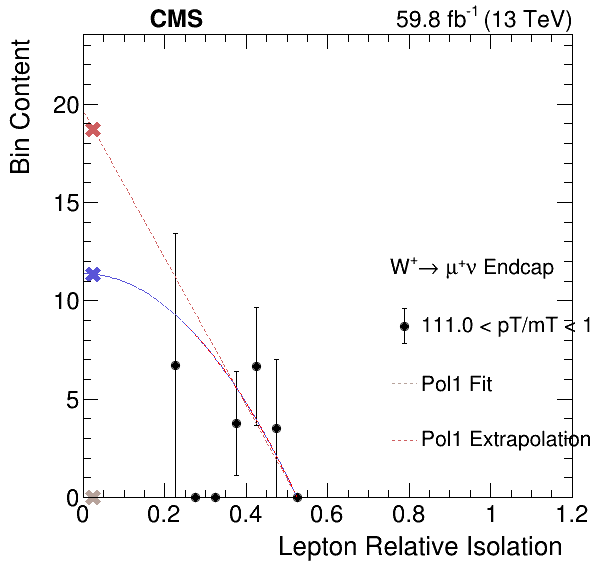 CMS 59.8 fb⁻¹ (13 TeV)
Bin Content
20
15
10
5
0
W⁺→ μ⁺ν Endcap
111.0 < pT/mT < 1
Pol1 Fit
Pol1 Extrapolation
0 0.2 0.4 0.6 0.8 1 1.2
Lepton Relative Isolation